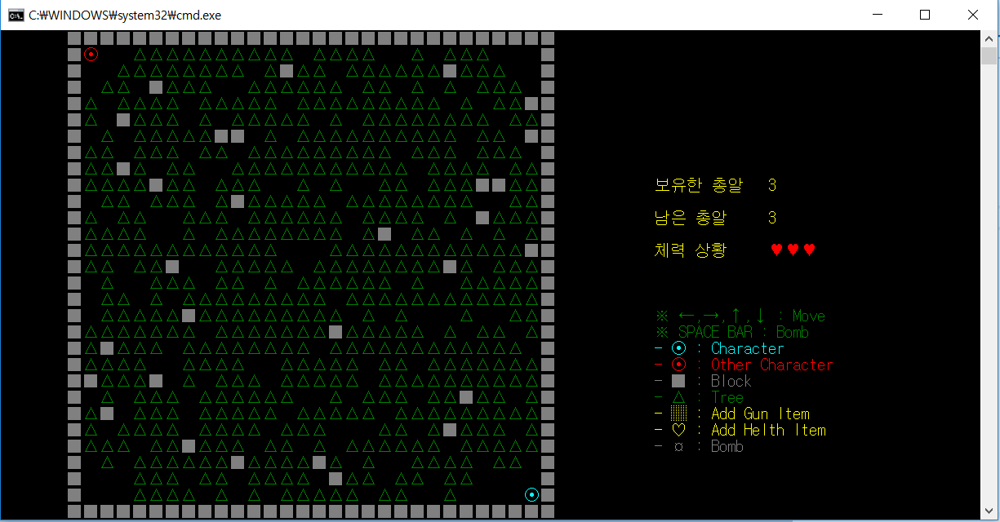 C:₩WINDOWS₩system32₩cmd.exe
보유한 총알 3
남은 총알 3
체력 상황 ♥♥♥
※ ←,→,↑,↓ : Move
※ SPACE BAR : Bomb
- ⊙ : Character
- ⊙ : Other Character
- ■ : Block
- △ : Tree
- ▒ : Add Gun Item
- ♡ : Add Helth Item
- ¤ : Bomb